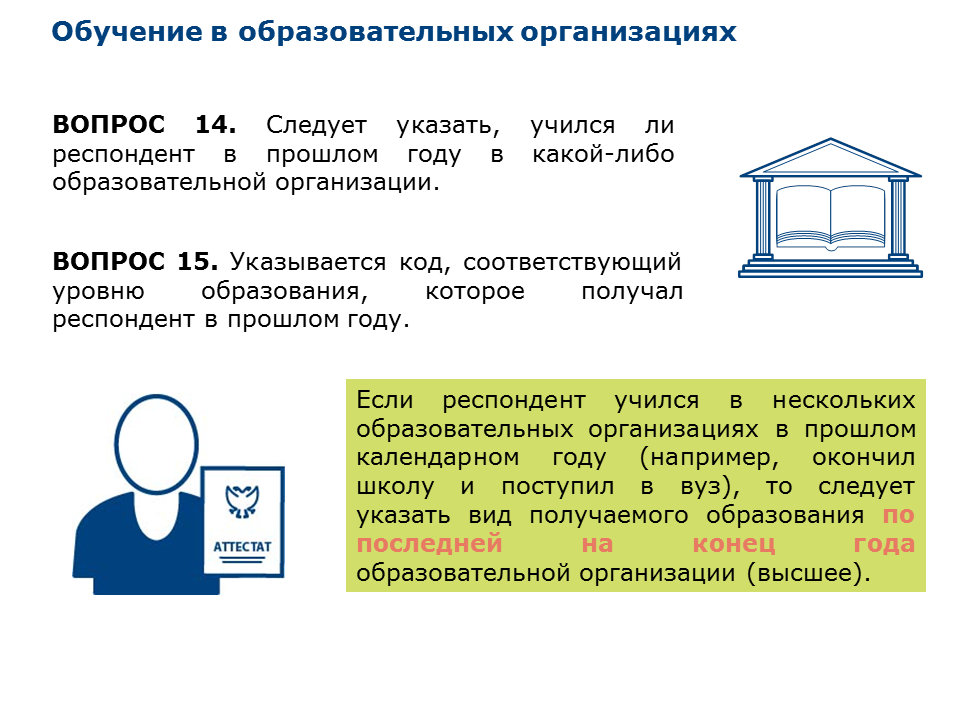 Обучение в образовательных организациях
ВОПРОС 14. Следует указать, учился ли
респондент в прошлом году в какой-либо
образовательной организации.
ВОПРОС 15. Указывается код, соответствующий
уровню образования, которое получал
респондент в прошлом году.
АТТЕСТАТ
Если респондент учился в нескольких
образовательных организациях в прошлом
календарном году (например, окончил
школу и поступил в вуз), то следует
указать вид получаемого образования по
последней на конец года
образовательной организации (высшее).